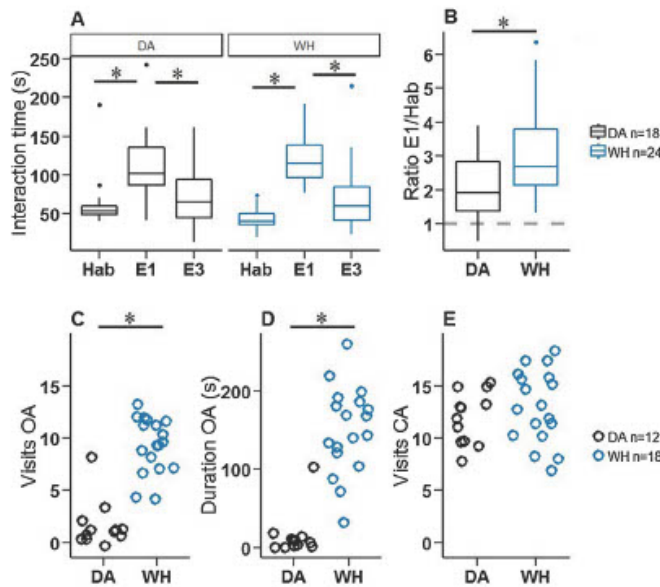 A
DA
WH
Interaction time (s)
250
200
150
100
50
*
*
*
*
Hab
E1
E3
Hab
E1
E3
B
*
Ratio E1/Hab
6
5
4
3
2
1
DA
WH
DA n=18
WH n=24
C
*
Visits OA
15
10
5
0
DA
WH
D
*
Duration OA (s)
200
100
0
DA
WH
E
Visits CA
15
10
5
0
DA
WH
DA n=12
WH n=18